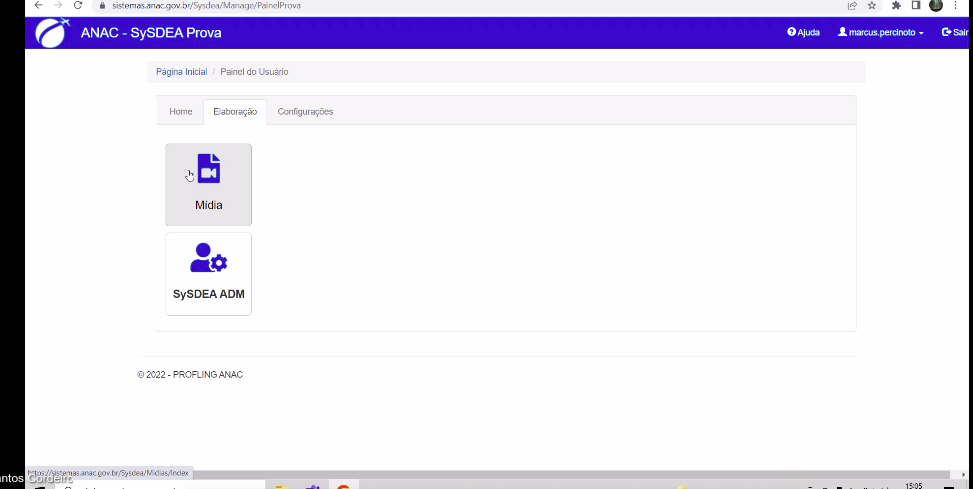 sistemas.anac.gov.br/Sysdea/Manage/PainelProva
ANAC - SySDEA Prova
Ajuda
marcus.percinoto
Sair
Página Inicial / Painel do Usuário
Home
Elaboração
Configurações
Mídia
SySDEA ADM
© 2022 - PROFLING ANAC
https://sistemas.anac.gov.br/Sysdea/Midias/Index
antos Cordeiro
15:05